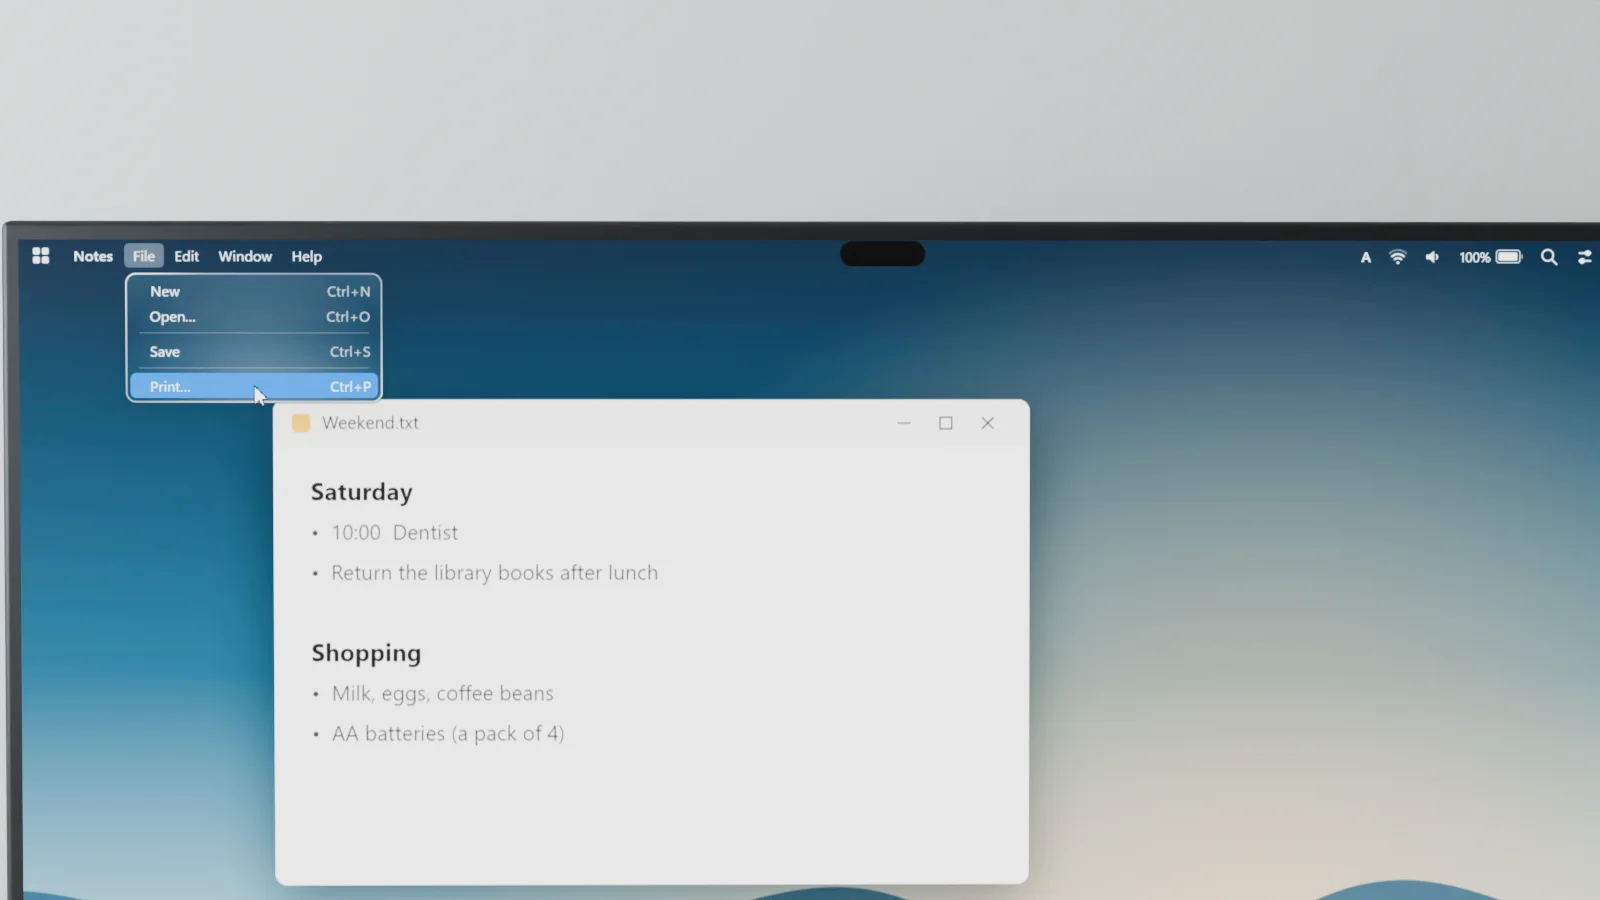 Notes File Edit Window Help A 100%
New Ctrl+N
Open... Ctrl+O
Save Ctrl+S
Print... Ctrl+P
Weekend.txt
Saturday
• 10:00 Dentist
• Return the library books after lunch
Shopping
• Milk, eggs, coffee beans
• AA batteries (a pack of 4)